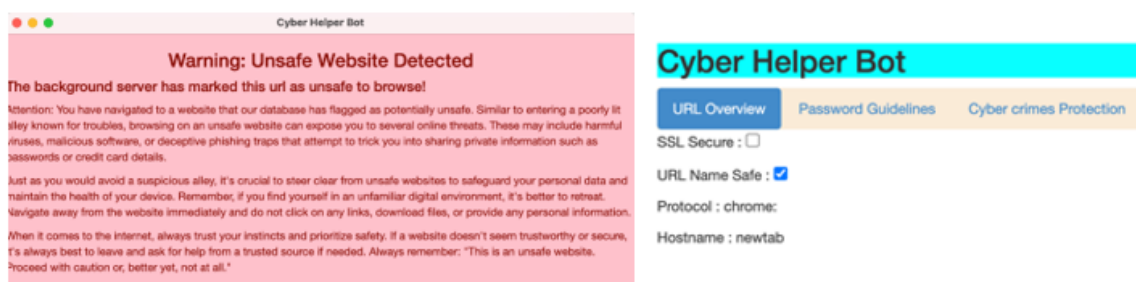 Cyber Helper Bot
Warning: Unsafe Website Detected
The background server has marked this url as unsafe to browse!
Attention: You have navigated to a website that our database has flagged as potentially unsafe. Similar to entering a poorly lit
alley known for troubles, browsing on an unsafe website can expose you to several online threats. These may include harmful
viruses, malicious software, or deceptive phishing traps that attempt to trick you into sharing private information such as
passwords or credit card details.
Just as you would avoid a suspicious alley, it's crucial to steer clear from unsafe websites to safeguard your personal data and
maintain the health of your device. Remember, if you find yourself in an unfamiliar digital environment, it's better to retreat.
Navigate away from the website immediately and do not click on any links, download files, or provide any personal information.
When it comes to the internet, always trust your instincts and prioritize safety. If a website doesn't seem trustworthy or secure,
it's always best to leave and ask for help from a trusted source if needed. Always remember: "This is an unsafe website.
Proceed with caution or, better yet, not at all."
Cyber Helper Bot
URL Overview Password Guidelines Cyber crimes Protection
SSL Secure :
URL Name Safe :
Protocol : chrome:
Hostname : newtab